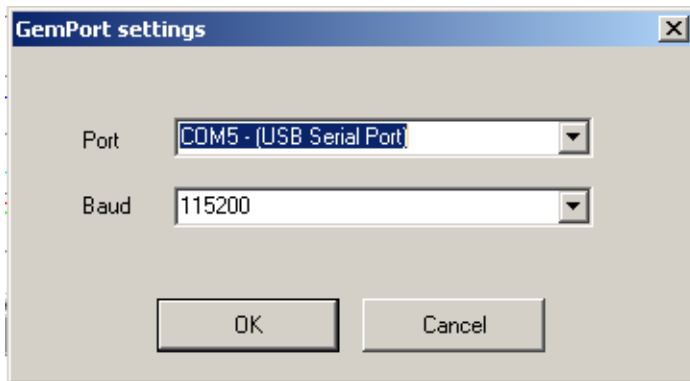 GemPort settings
Port
COM5 - (USB Serial Port)
Baud
115200
OK
Cancel